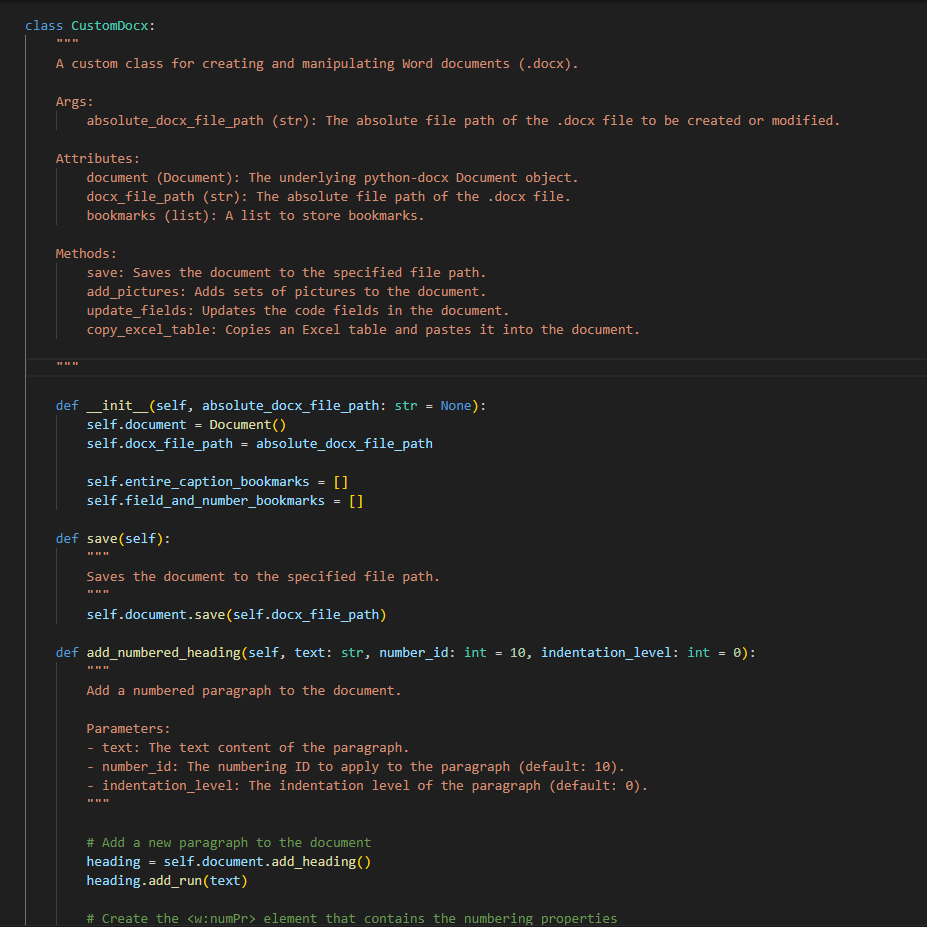 class CustomDocx:
    """
    A custom class for creating and manipulating Word documents (.docx).

    Args:
        absolute_docx_file_path (str): The absolute file path of the .docx file to be created or modified.

    Attributes:
        document (Document): The underlying python-docx Document object.
        docx_file_path (str): The absolute file path of the .docx file.
        bookmarks (list): A list to store bookmarks.

    Methods:
        save: Saves the document to the specified file path.
        add_pictures: Adds sets of pictures to the document.
        update_fields: Updates the code fields in the document.
        copy_excel_table: Copies an Excel table and pastes it into the document.

    """

    def __init__(self, absolute_docx_file_path: str = None):
        self.document = Document()
        self.docx_file_path = absolute_docx_file_path

        self.entire_caption_bookmarks = []
        self.field_and_number_bookmarks = []

    def save(self):
        """
        Saves the document to the specified file path.
        """
        self.document.save(self.docx_file_path)

    def add_numbered_heading(self, text: str, number_id: int = 10, indentation_level: int = 0):
        """
        Add a numbered paragraph to the document.

        Parameters:
        - text: The text content of the paragraph.
        - number_id: The numbering ID to apply to the paragraph (default: 10).
        - indentation_level: The indentation level of the paragraph (default: 0).
        """

        # Add a new paragraph to the document
        heading = self.document.add_heading()
        heading.add_run(text)

        # Create the <w:numPr> element that contains the numbering properties